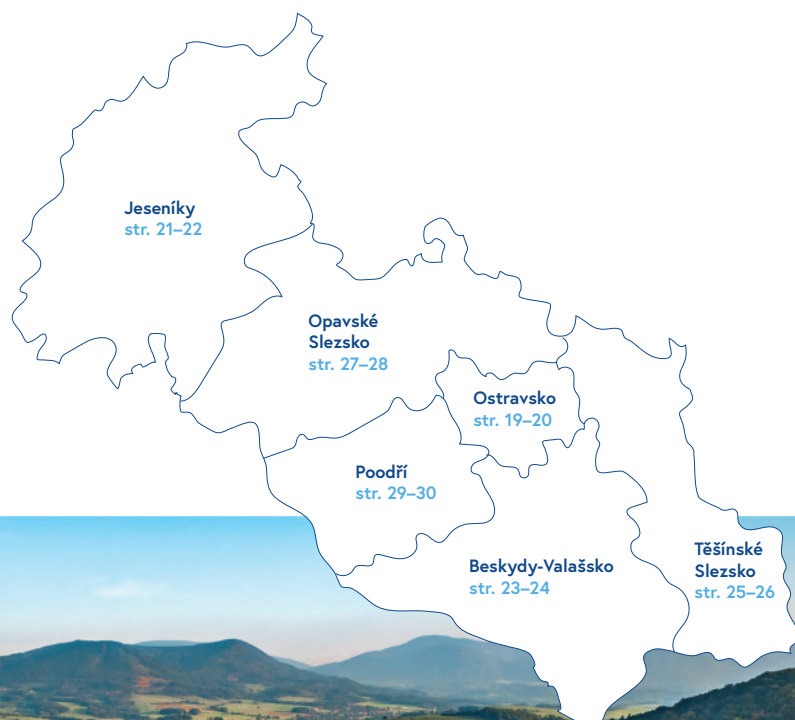 Jeseníky
str. 21–22
Opavské
Slezsko
str. 27–28
Ostravsko
str. 19–20
Poodří
str. 29–30
Beskydy-Valašsko
str. 23–24
Těšínské
Slezsko
str. 25–26